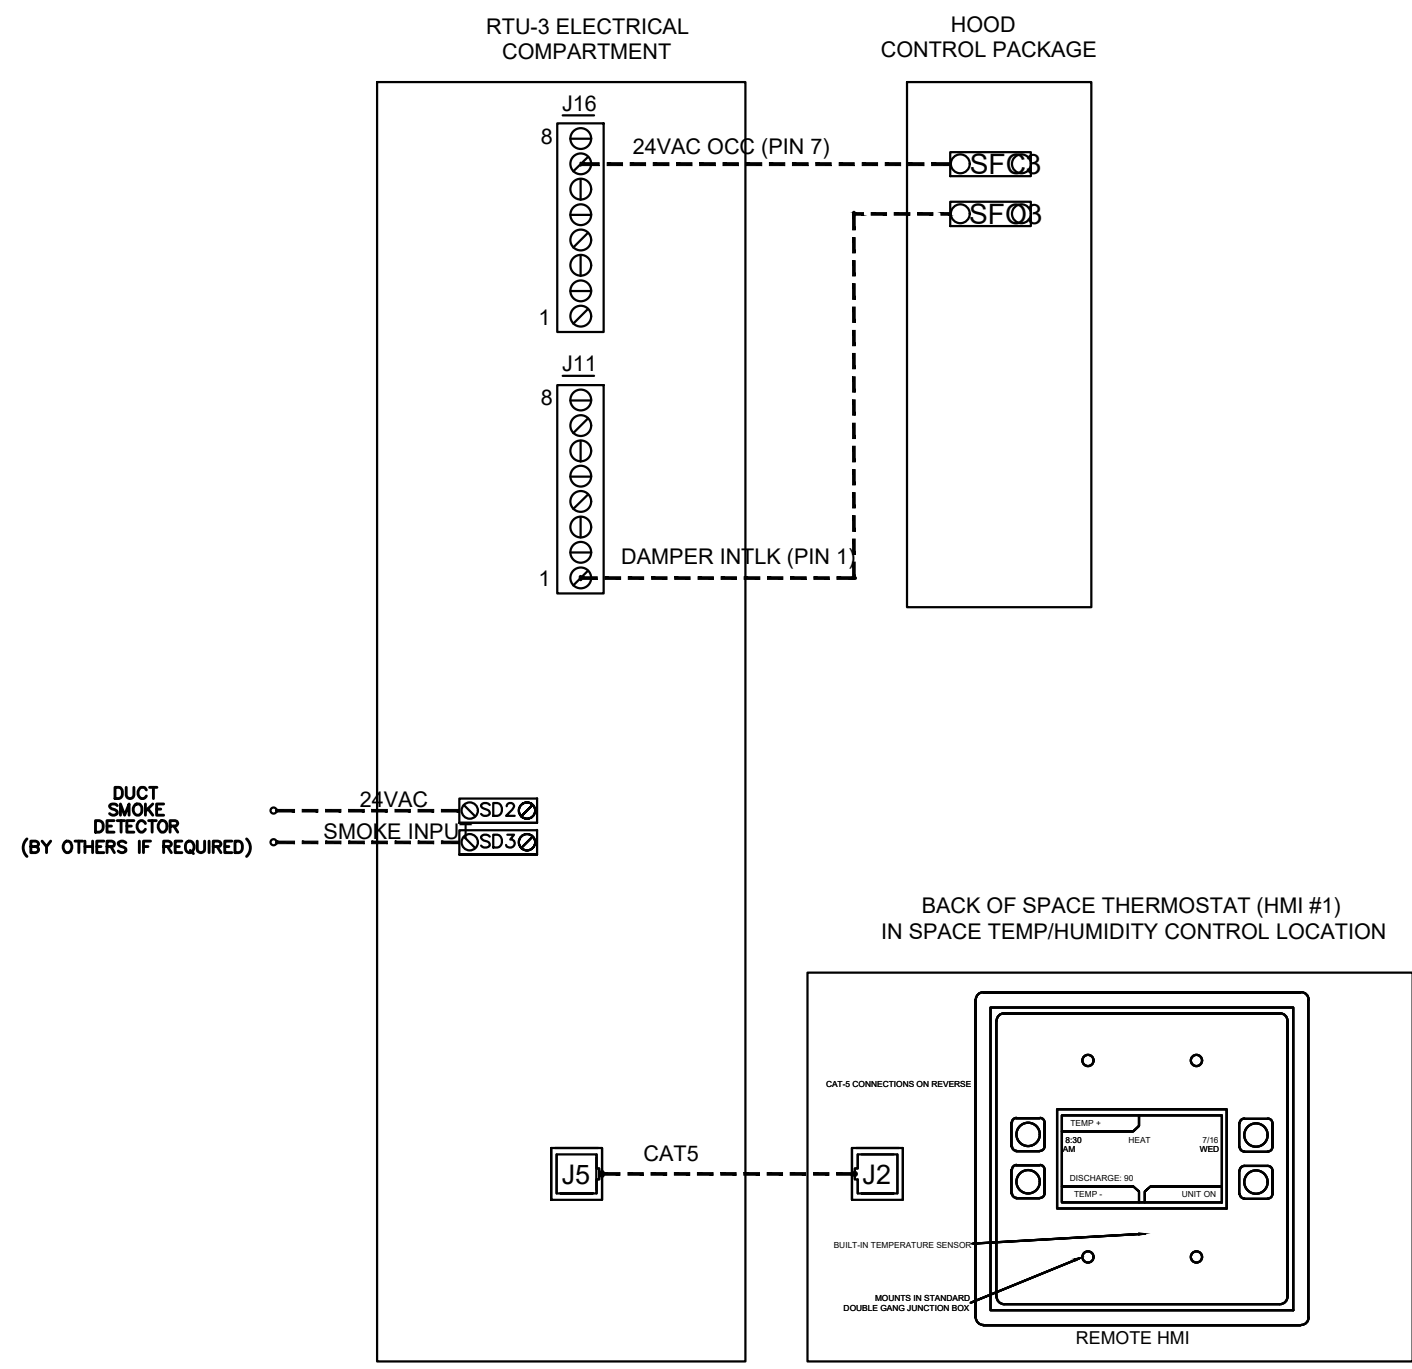 RTU-3 ELECTRICAL
COMPARTMENT
HOOD
CONTROL PACKAGE
J16
8
24VAC OCC (PIN 7)
SFC3
SFO3
1
J11
8
DAMPER INTLK (PIN 1)
1
DUCT
SMOKE
DETECTOR
(BY OTHERS IF REQUIRED)
24VAC
SD2
SMOKE INPUT
SD3
BACK OF SPACE THERMOSTAT (HMI #1)
IN SPACE TEMP/HUMIDITY CONTROL LOCATION
CAT-5 CONNECTIONS ON REVERSE
TEMP +
8:30 HEAT 7/16
AM WED
DISCHARGE: 90
TEMP - UNIT ON
J5
CAT5
J2
BUILT-IN TEMPERATURE SENSOR
MOUNTS IN STANDARD
DOUBLE GANG JUNCTION BOX
REMOTE HMI